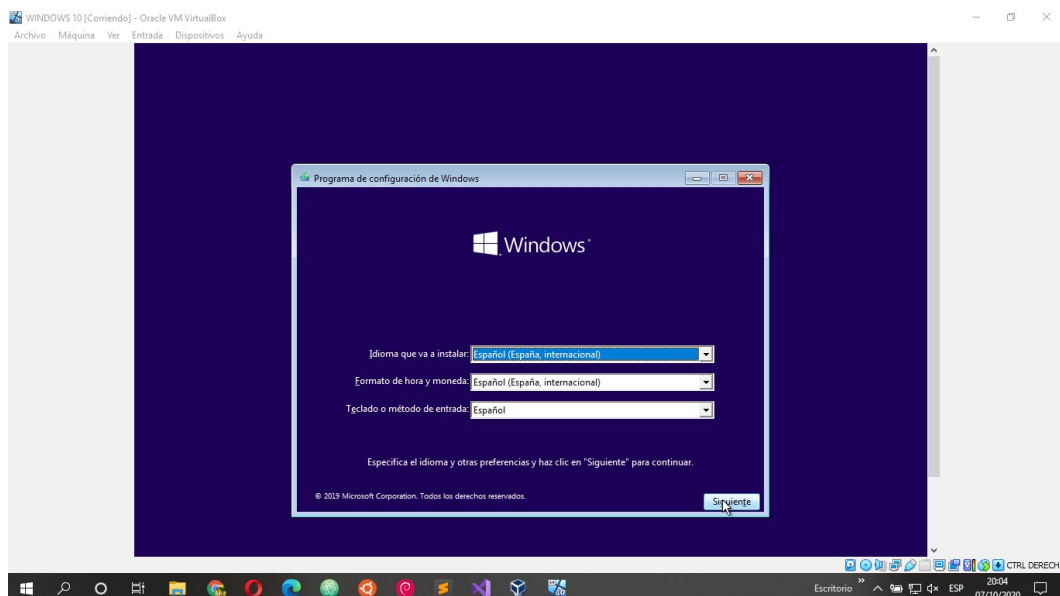 WINDOWS 10 [Corriendo] - Oracle VM VirtualBox
Archivo Máquina Ver Entrada Dispositivos Ayuda
Programa de configuración de Windows
Windows
Idioma que va a instalar: Español (España, internacional)
Formato de hora y moneda: Español (España, internacional)
Teclado o método de entrada: Español
Especifica el idioma y otras preferencias y haz clic en "Siguiente" para continuar.
© 2019 Microsoft Corporation. Todos los derechos reservados.
Siguiente
CTRL DERECH
Escritorio » ESP 20:04
07/10/2020